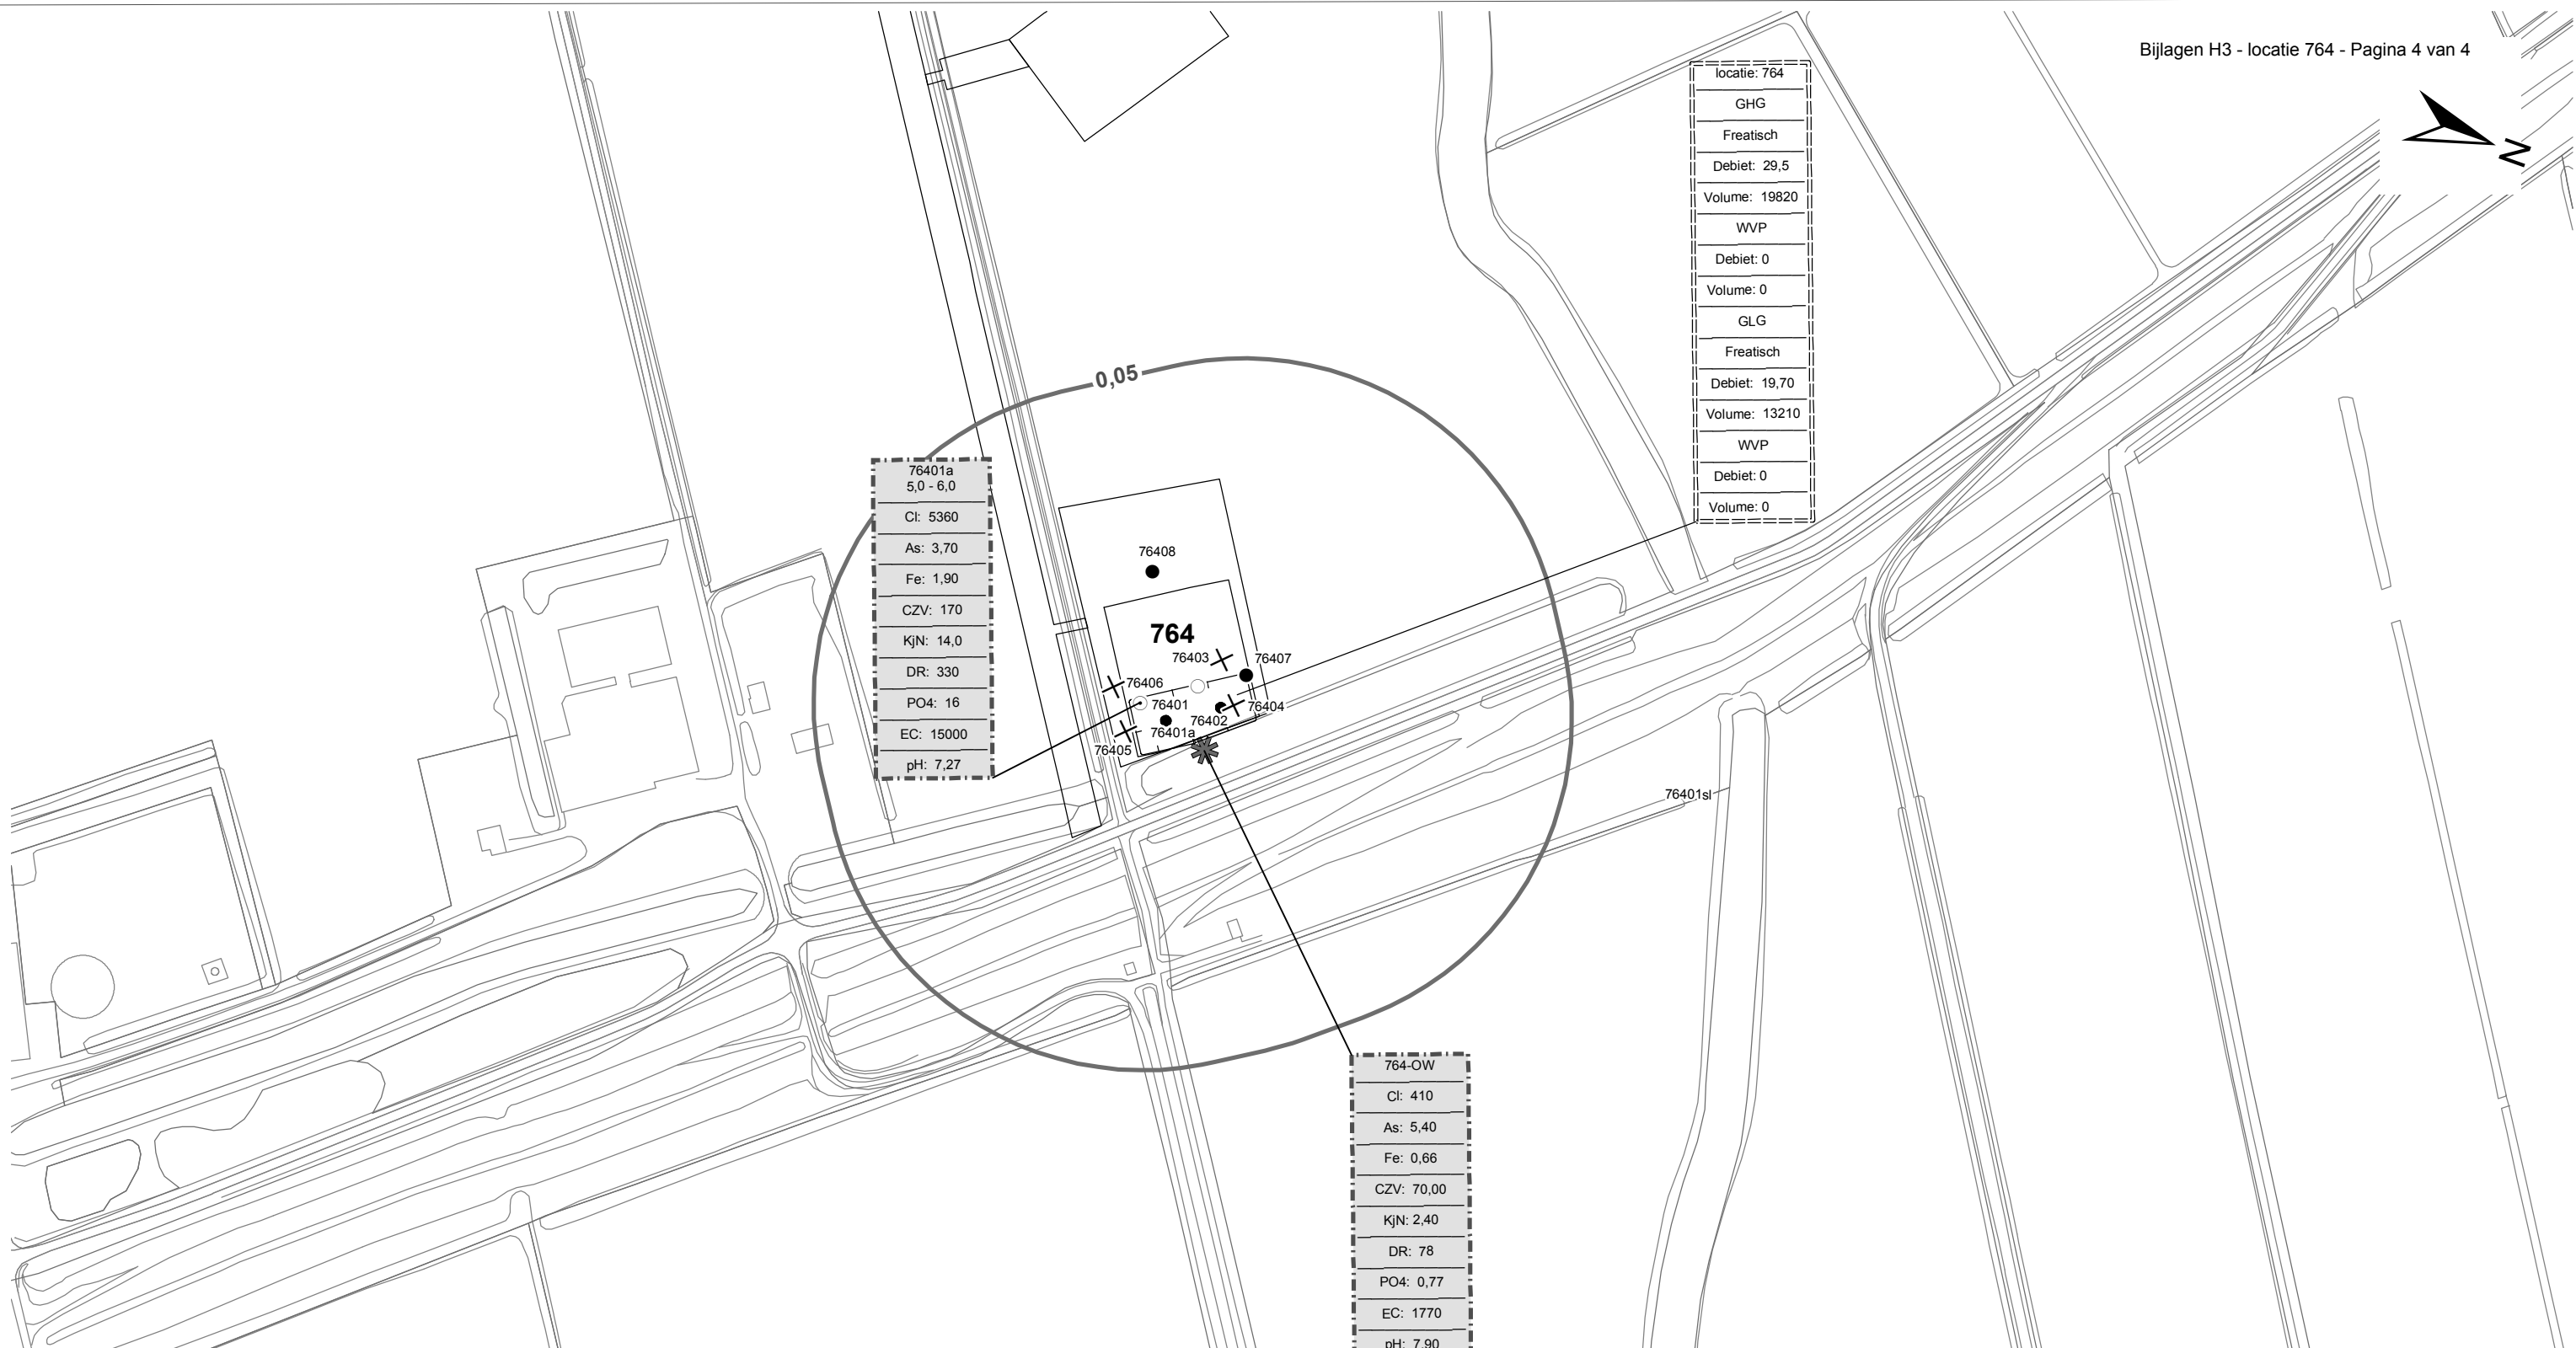 Bijlagen H3 - locatie 764 - Pagina 4 van 4
N
locatie: 764
GHG
Freatisch
Debiet: 29,5
Volume: 19820
WVP
Debiet: 0
Volume: 0
GLG
Freatisch
Debiet: 19,70
Volume: 13210
WVP
Debiet: 0
Volume: 0
0,05
76401a
5,0 - 6,0
Cl: 5360
As: 3,70
Fe: 1,90
CZV: 170
KjN: 14,0
DR: 330
PO4: 16
EC: 15000
pH: 7,27
76408
764
76403
76407
76406
76401
76404
76402
76401a
76405
76401sl
764-OW
Cl: 410
As: 5,40
Fe: 0,66
CZV: 70,00
KjN: 2,40
DR: 78
PO4: 0,77
EC: 1770
pH: 7,90